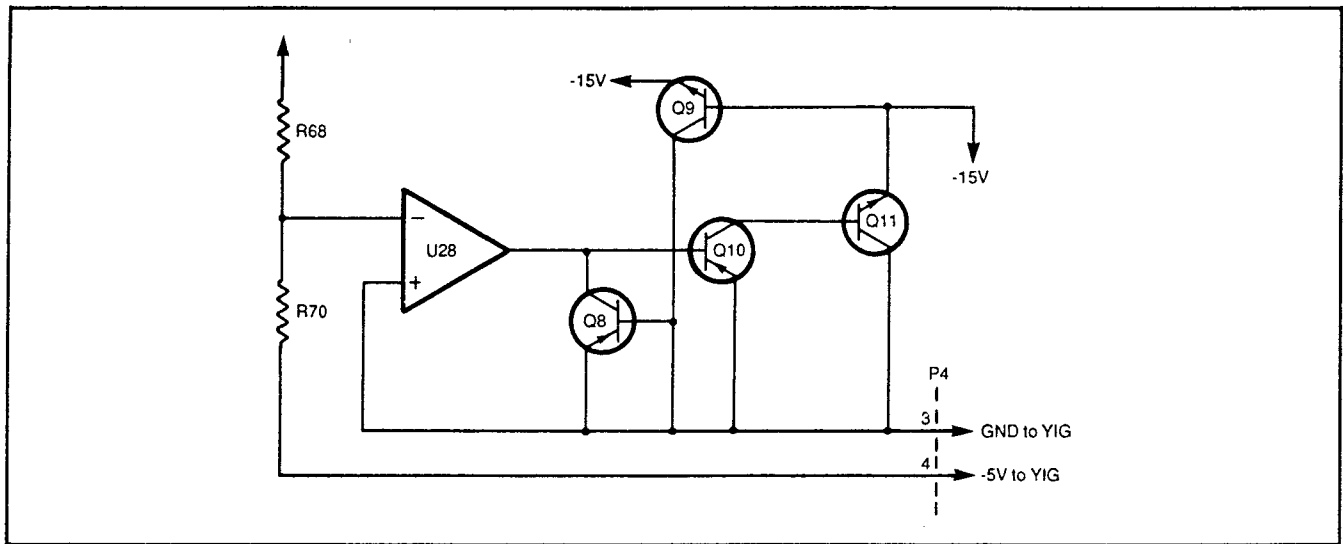 -15V
Q9
R68
-15V
U28
Q10
Q11
R70
Q8
P4
3
GND to YIG
4
-5V to YIG